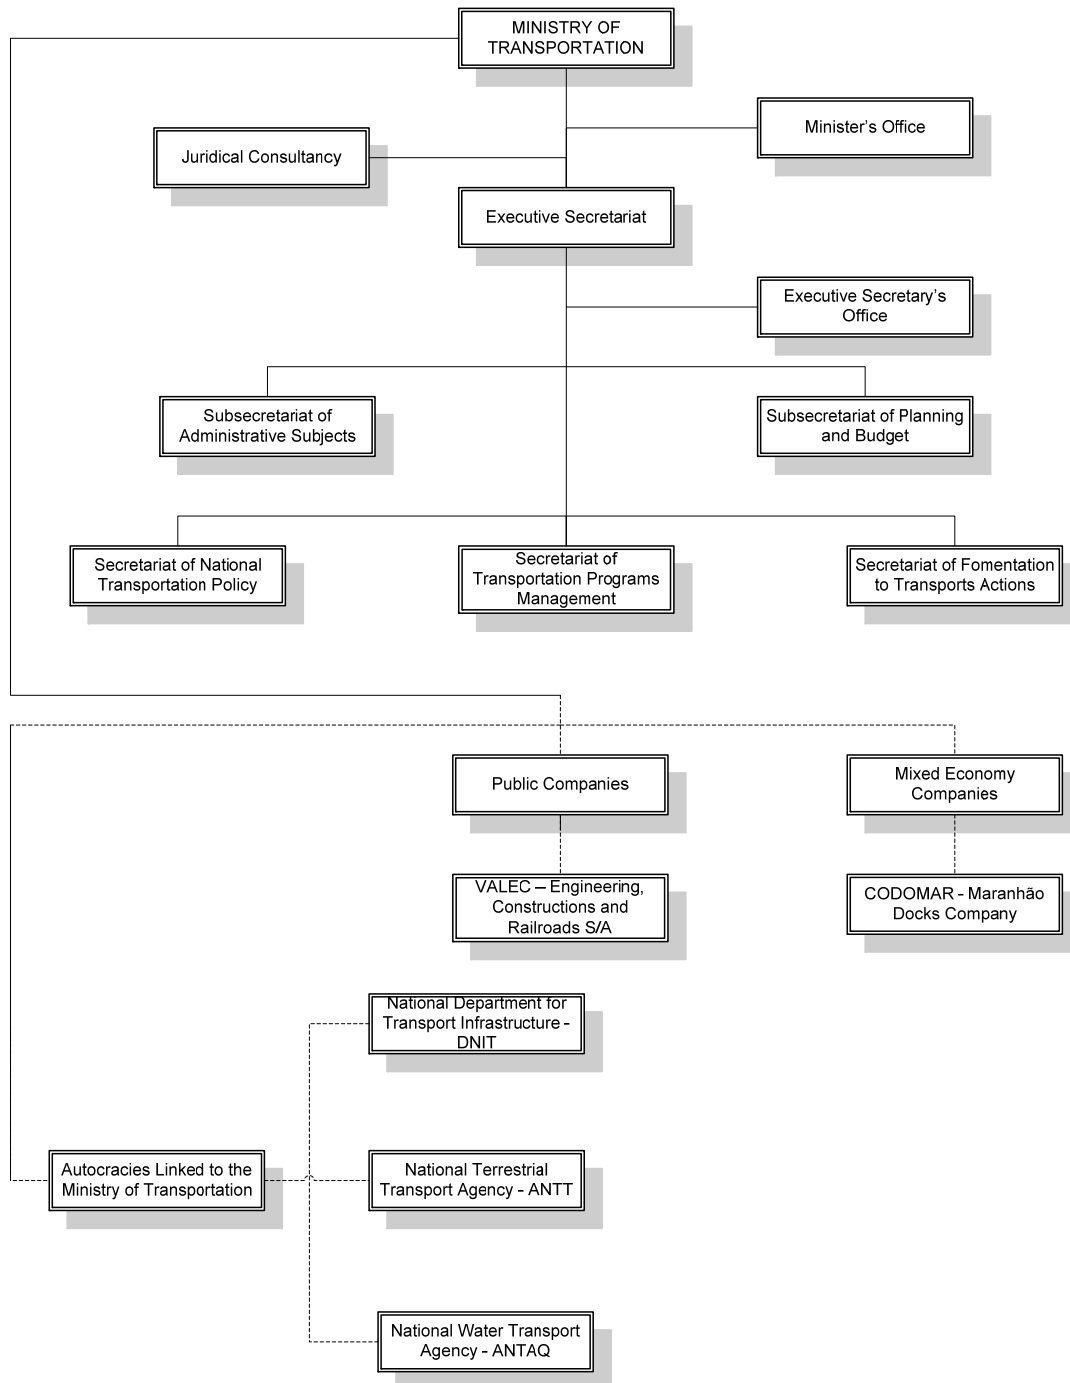 MINISTRY OF
TRANSPORTATION
Minister's Office
Juridical Consultancy
Executive Secretariat
Executive Secretary's
Office
Subsecretariat of
Administrative Subjects
Subsecretariat of Planning
and Budget
Secretariat of National
Transportation Policy
Secretariat of
Transportation Programs
Management
Secretariat of Fomentation
to Transports Actions
Public Companies
Mixed Economy
Companies
VALEC – Engineering,
Constructions and
Railroads S/A
CODOMAR - Maranhão
Docks Company
National Department for
Transport Infrastructure -
DNIT
Autocracies Linked to the
Ministry of Transportation
National Terrestrial
Transport Agency - ANTT
National Water Transport
Agency - ANTAQ